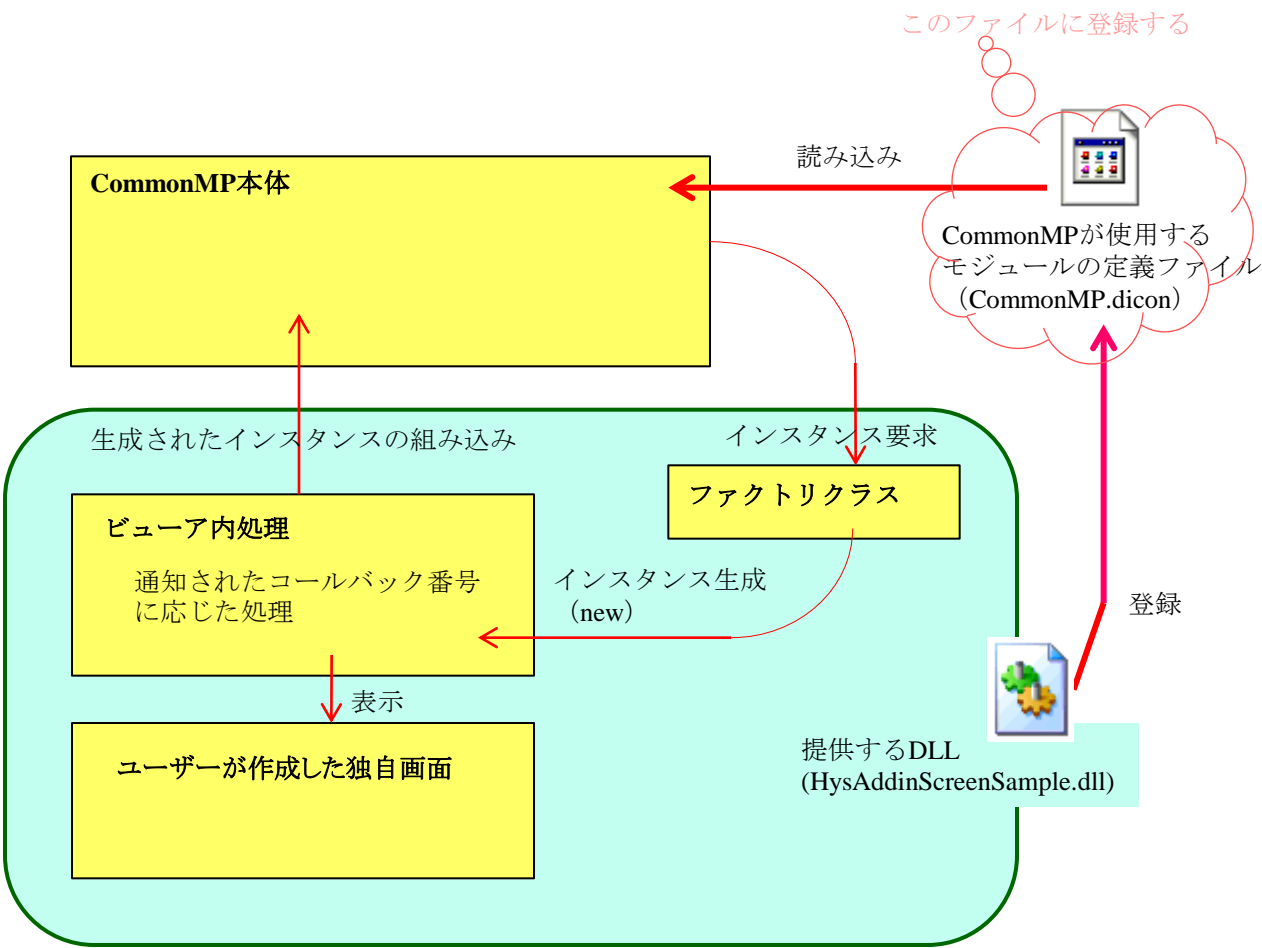 このファイルに登録する
読み込み
CommonMP本体
CommonMPが使用する
モジュールの定義ファイル
（CommonMP.dicon）
生成されたインスタンスの組み込み
インスタンス要求
ファクトリクラス
ビューア内処理
通知されたコールバック番号
に応じた処理
インスタンス生成
（new）
登録
表示
提供するDLL
(HysAddinScreenSample.dll)
ユーザーが作成した独自画面